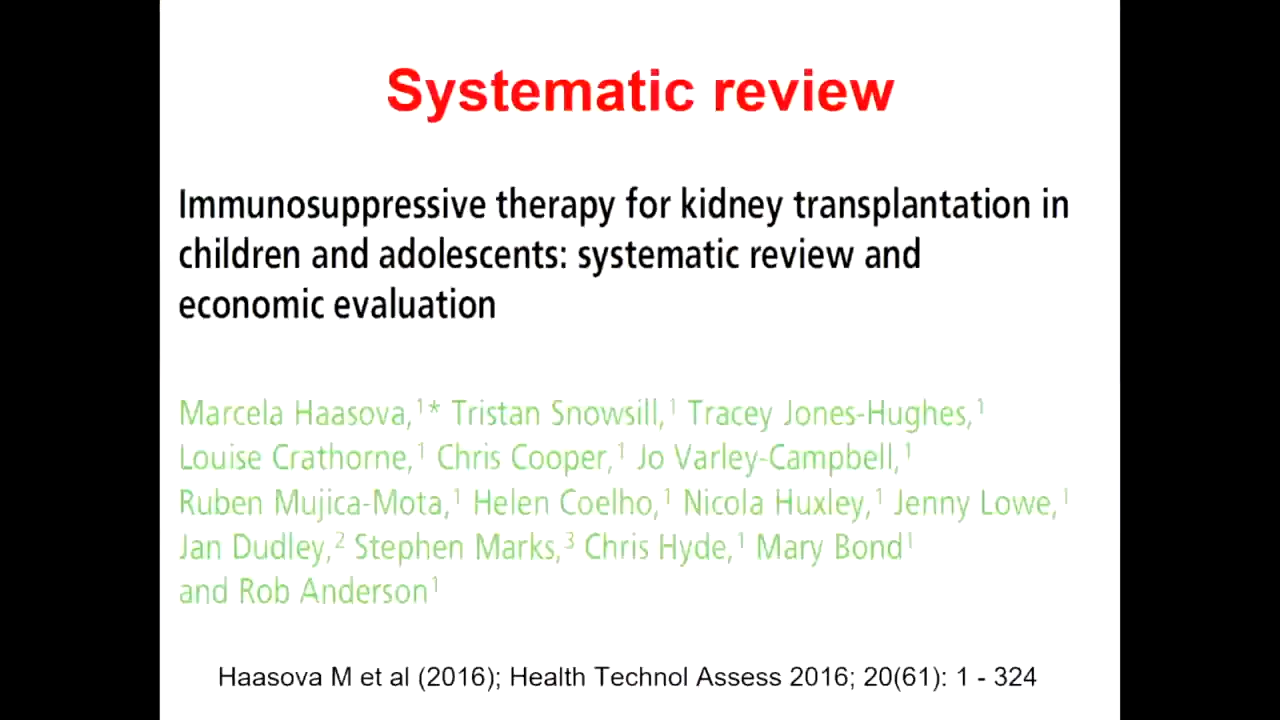 Systematic review
Immunosuppressive therapy for kidney transplantation in
children and adolescents: systematic review and
economic evaluation
Marcela Haasova,¹* Tristan Snowsill,¹ Tracey Jones-Hughes,¹
Louise Crathorne,¹ Chris Cooper,¹ Jo Varley-Campbell,¹
Ruben Mujica-Mota,¹ Helen Coelho,¹ Nicola Huxley,¹ Jenny Lowe,¹
Jan Dudley,² Stephen Marks,³ Chris Hyde,¹ Mary Bond¹
and Rob Anderson¹
Haasova M et al (2016); Health Technol Assess 2016; 20(61): 1 - 324